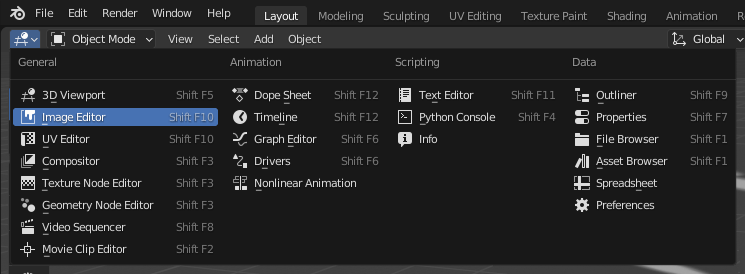 File Edit Render Window Help Layout Modeling Sculpting UV Editing Texture Paint Shading Animation
Object Mode View Select Add Object Global
General
3D Viewport Shift F5
Image Editor Shift F10
UV Editor Shift F10
Compositor Shift F3
Texture Node Editor Shift F3
Geometry Node Editor Shift F3
Video Sequencer Shift F8
Movie Clip Editor Shift F2
Animation
Dope Sheet Shift F12
Timeline Shift F12
Graph Editor Shift F6
Drivers Shift F6
Nonlinear Animation
Scripting
Text Editor Shift F11
Python Console Shift F4
Info
Data
Outliner Shift F9
Properties Shift F7
File Browser Shift F1
Asset Browser Shift F1
Spreadsheet
Preferences